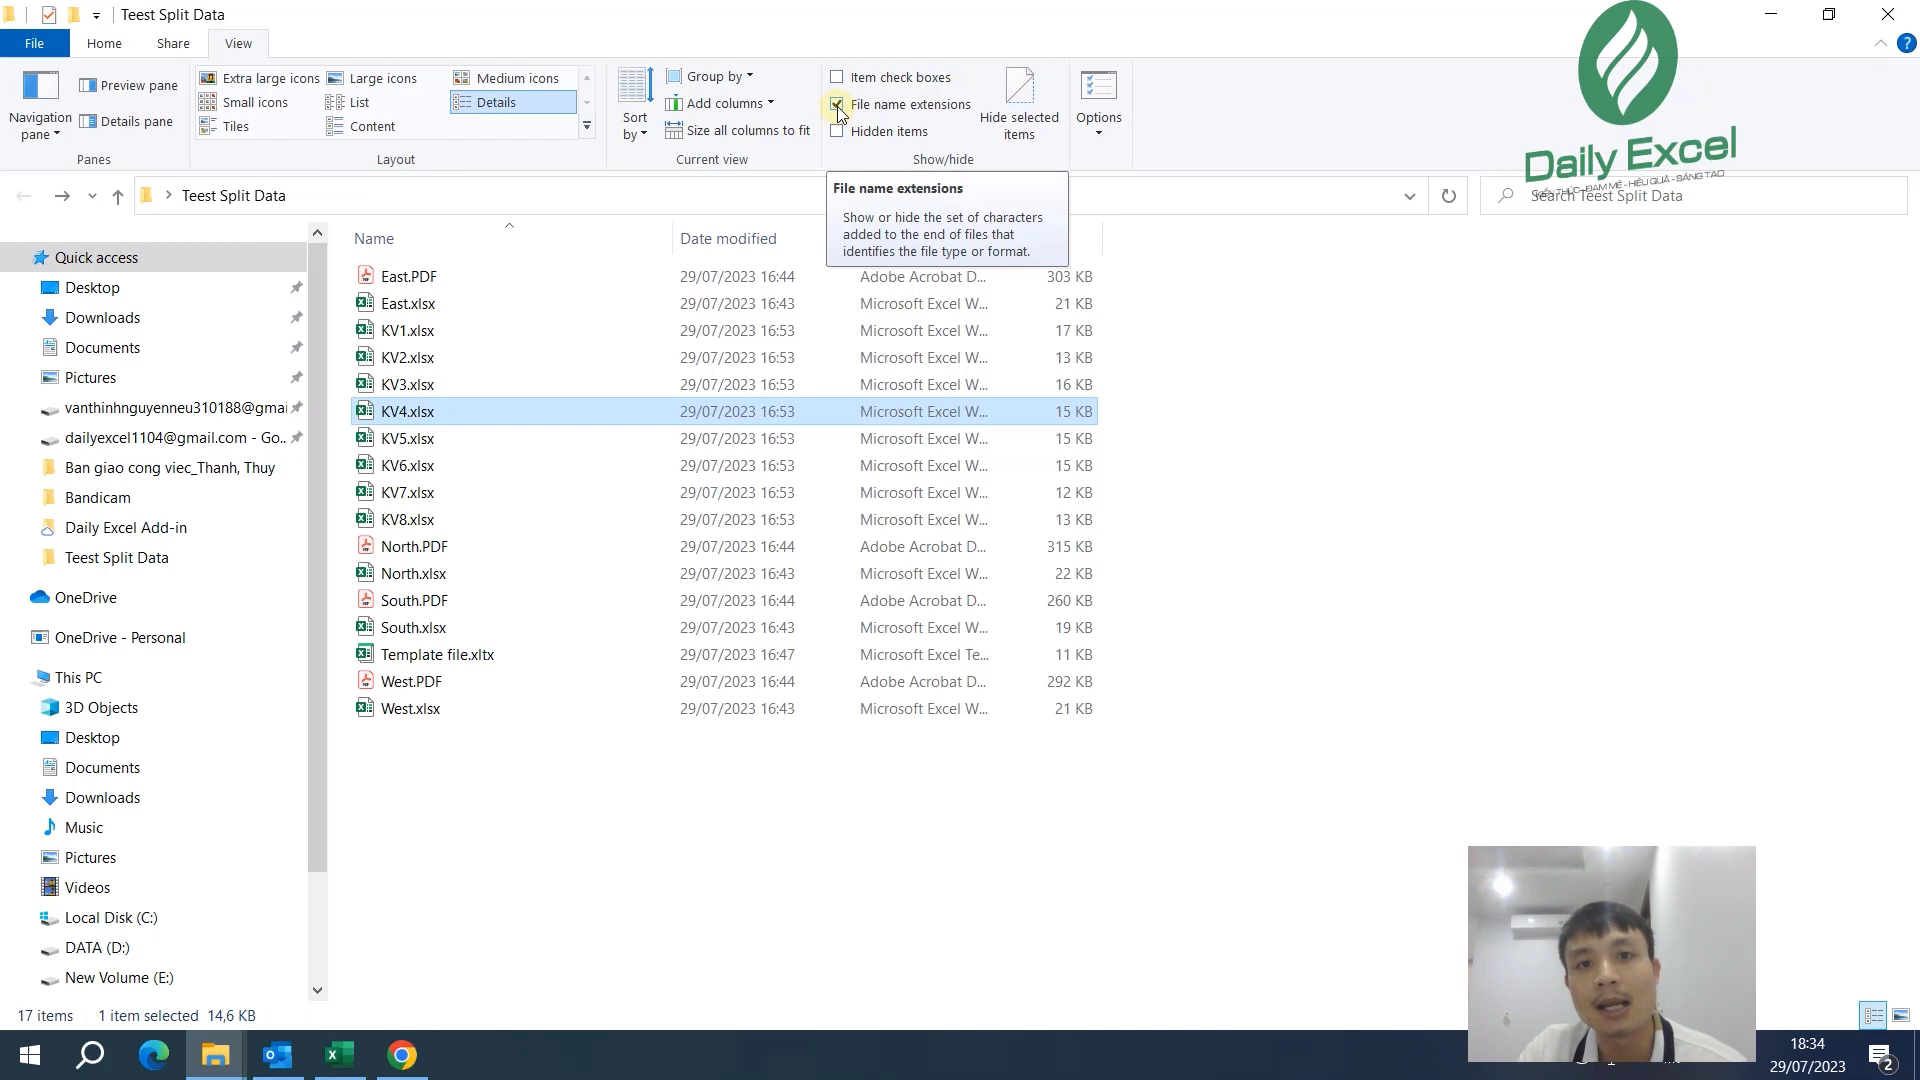 Teest Split Data
File
Home
Share
View
Navigation pane
Preview pane
Details pane
Panes
Extra large icons
Large icons
Medium icons
Small icons
List
Details
Tiles
Content
Layout
Sort by
Group by
Add columns
Size all columns to fit
Current view
Item check boxes
File name extensions
Hidden items
Hide selected items
Show/hide
Options
Daily Excel
KIẾN THỨC - ĐAM MÊ - HIỆU QUẢ - SÁNG TẠO
Teest Split Data
Search Teest Split Data
File name extensions
Show or hide the set of characters
added to the end of files that
identifies the file type or format.
Quick access
Desktop
Downloads
Documents
Pictures
vanthinhnguyenneu310188@gmai
dailyexcel1104@gmail.com - Go...
Ban giao cong viec_Thanh, Thuy
Bandicam
Daily Excel Add-in
Teest Split Data
OneDrive
OneDrive - Personal
This PC
3D Objects
Desktop
Documents
Downloads
Music
Pictures
Videos
Local Disk (C:)
DATA (D:)
New Volume (E:)
Name Date modified
East.PDF 29/07/2023 16:44 Adobe Acrobat D... 303 KB
East.xlsx 29/07/2023 16:43 Microsoft Excel W... 21 KB
KV1.xlsx 29/07/2023 16:53 Microsoft Excel W... 17 KB
KV2.xlsx 29/07/2023 16:53 Microsoft Excel W... 13 KB
KV3.xlsx 29/07/2023 16:53 Microsoft Excel W... 16 KB
KV4.xlsx 29/07/2023 16:53 Microsoft Excel W... 15 KB
KV5.xlsx 29/07/2023 16:53 Microsoft Excel W... 15 KB
KV6.xlsx 29/07/2023 16:53 Microsoft Excel W... 15 KB
KV7.xlsx 29/07/2023 16:53 Microsoft Excel W... 12 KB
KV8.xlsx 29/07/2023 16:53 Microsoft Excel W... 13 KB
North.PDF 29/07/2023 16:44 Adobe Acrobat D... 315 KB
North.xlsx 29/07/2023 16:43 Microsoft Excel W... 22 KB
South.PDF 29/07/2023 16:44 Adobe Acrobat D... 260 KB
South.xlsx 29/07/2023 16:43 Microsoft Excel W... 19 KB
Template file.xltx 29/07/2023 16:47 Microsoft Excel Te... 11 KB
West.PDF 29/07/2023 16:44 Adobe Acrobat D... 292 KB
West.xlsx 29/07/2023 16:43 Microsoft Excel W... 21 KB
17 items 1 item selected 14,6 KB
18:34
29/07/2023
2